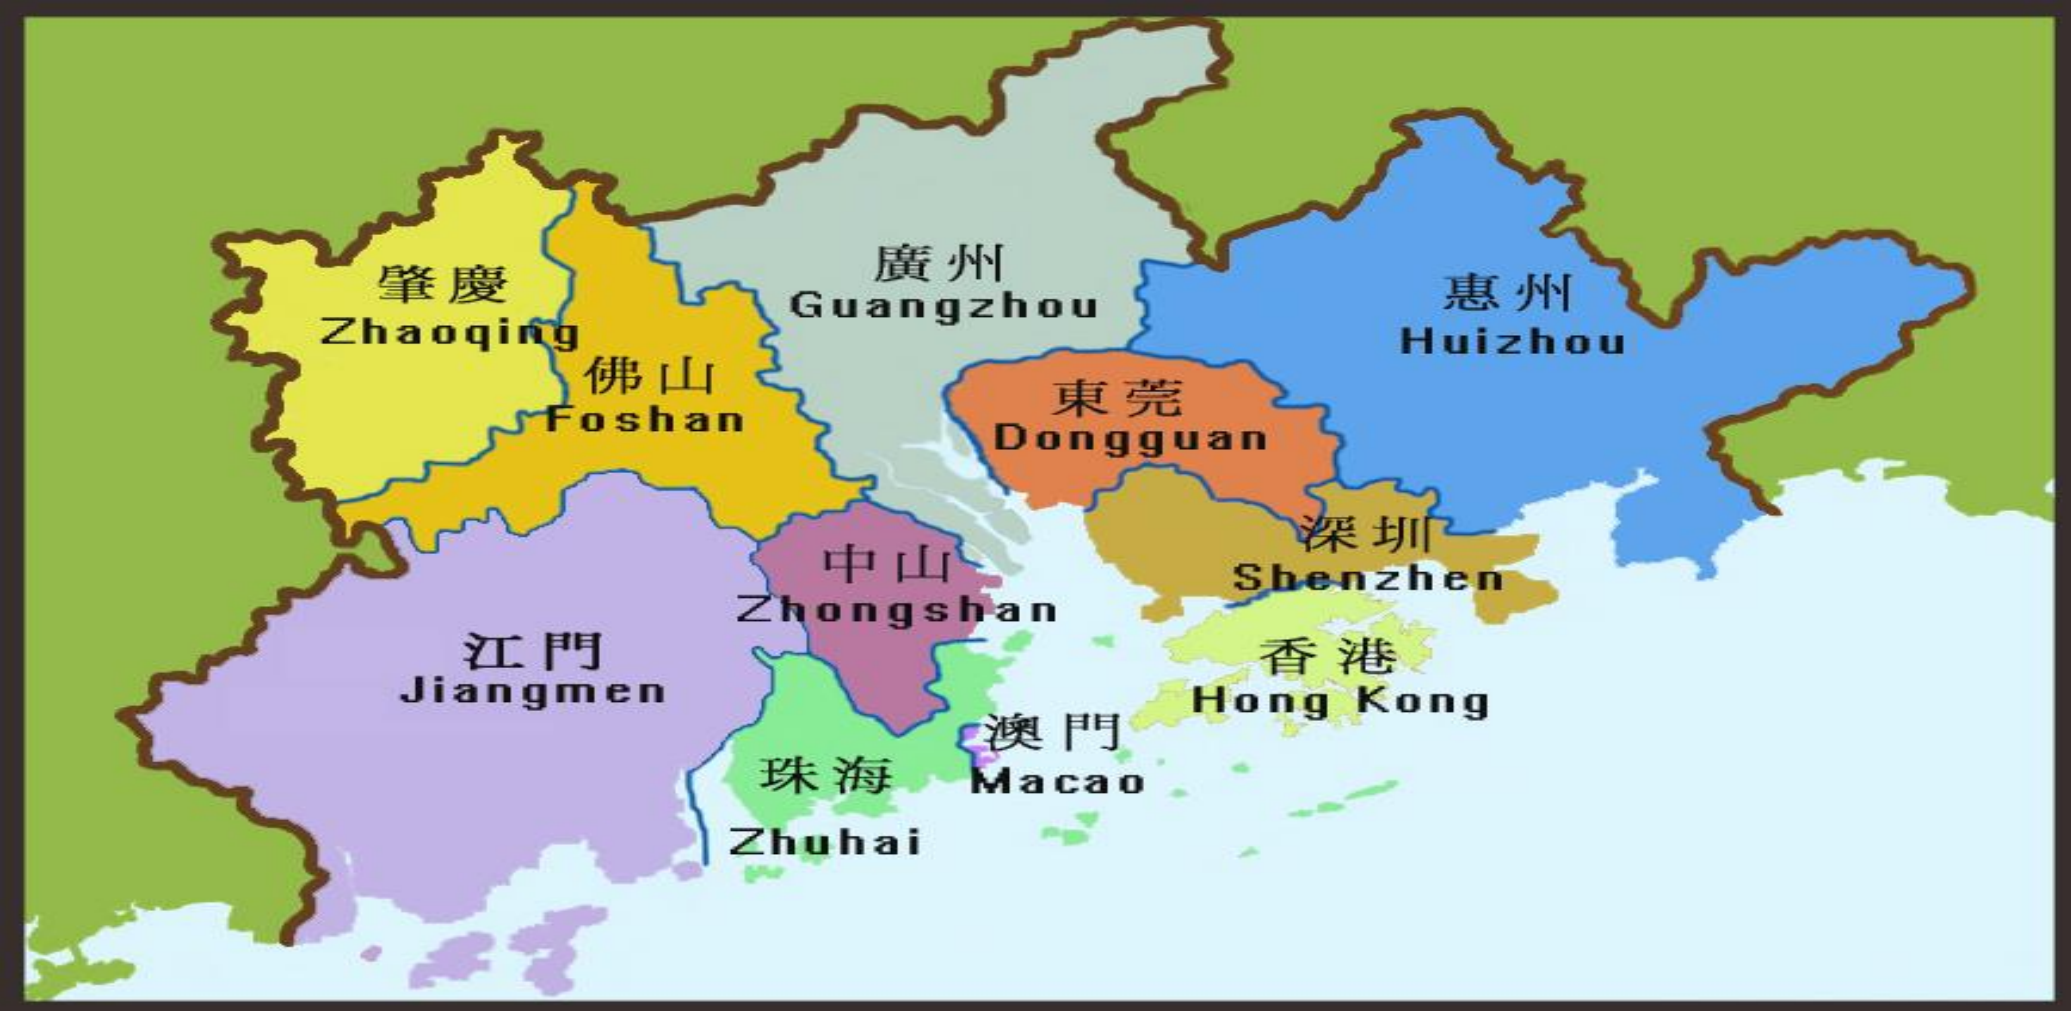 廣州
Guangzhou
肇慶
Zhaoqing
惠州
Huizhou
佛山
Foshan
東莞
Dongguan
深圳
Shenzhen
中山
Zhongshan
江門
Jiangmen
香港
Hong Kong
澳門
Macao
珠海
Zhuhai